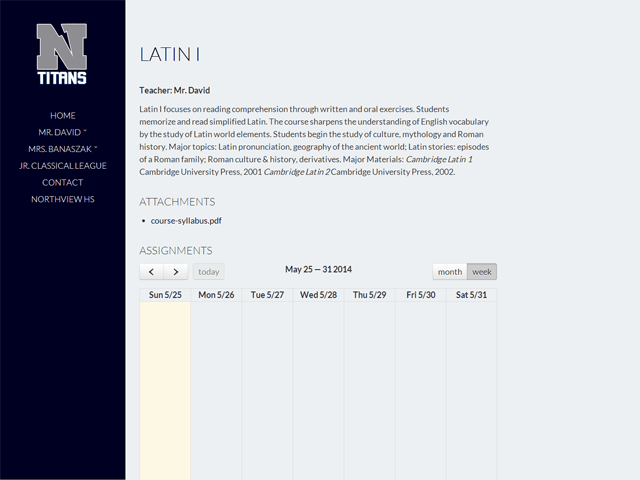 N
TITANS
HOME
MR. DAVID
MRS. BANASZAK
JR. CLASSICAL LEAGUE
CONTACT
NORTHVIEW HS
LATIN I
Teacher: Mr. David
Latin I focuses on reading comprehension through written and oral exercises. Students
memorize and read simplified Latin. The course sharpens the understanding of English vocabulary
by the study of Latin world elements. Students begin the study of culture, mythology and Roman
history. Major topics: Latin pronunciation, geography of the ancient world; Latin stories: episodes
of a Roman family; Roman culture & history, derivatives. Major Materials: Cambridge Latin 1
Cambridge University Press, 2001 Cambridge Latin 2 Cambridge University Press, 2002.
ATTACHMENTS
• course-syllabus.pdf
ASSIGNMENTS
today May 25 — 31 2014 month week
Sun 5/25 Mon 5/26 Tue 5/27 Wed 5/28 Thu 5/29 Fri 5/30 Sat 5/31